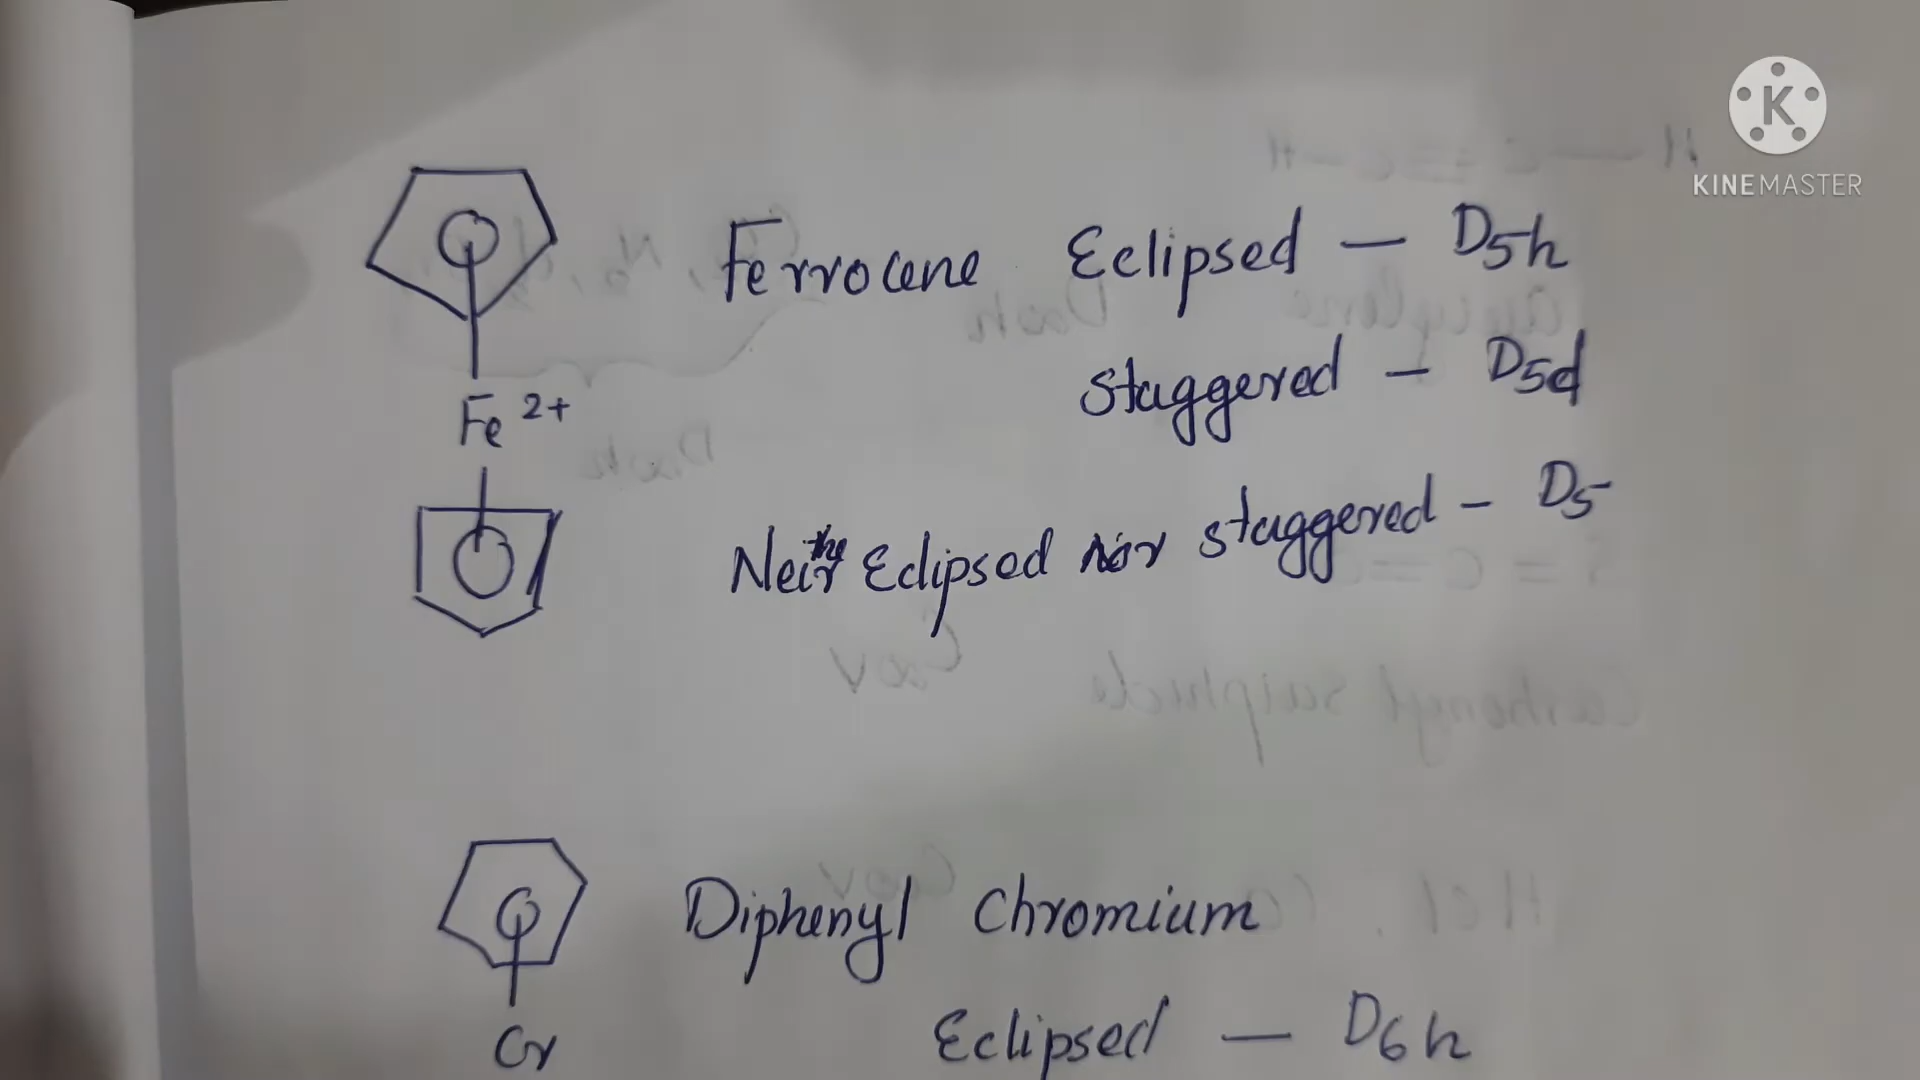 K
KINEMASTER
Ferrocene Eclipsed — D5h
Staggered — D5d
Fe 2+
Neither Eclipsed nor staggered - D5
Diphenyl Chromium
Cr
Eclipsed — D6h